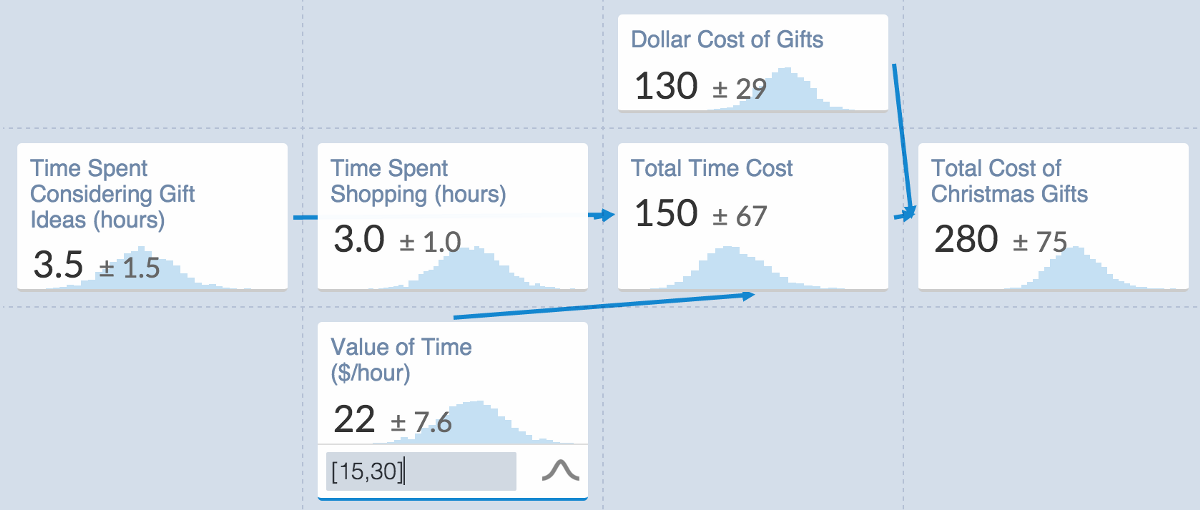 Dollar Cost of Gifts
130 ± 29
Time Spent
Considering Gift
Ideas (hours)
3.5 ± 1.5
Time Spent
Shopping (hours)
3.0 ± 1.0
Total Time Cost
150 ± 67
Total Cost of
Christmas Gifts
280 ± 75
Value of Time
($/hour)
22 ± 7.6
[15,30]